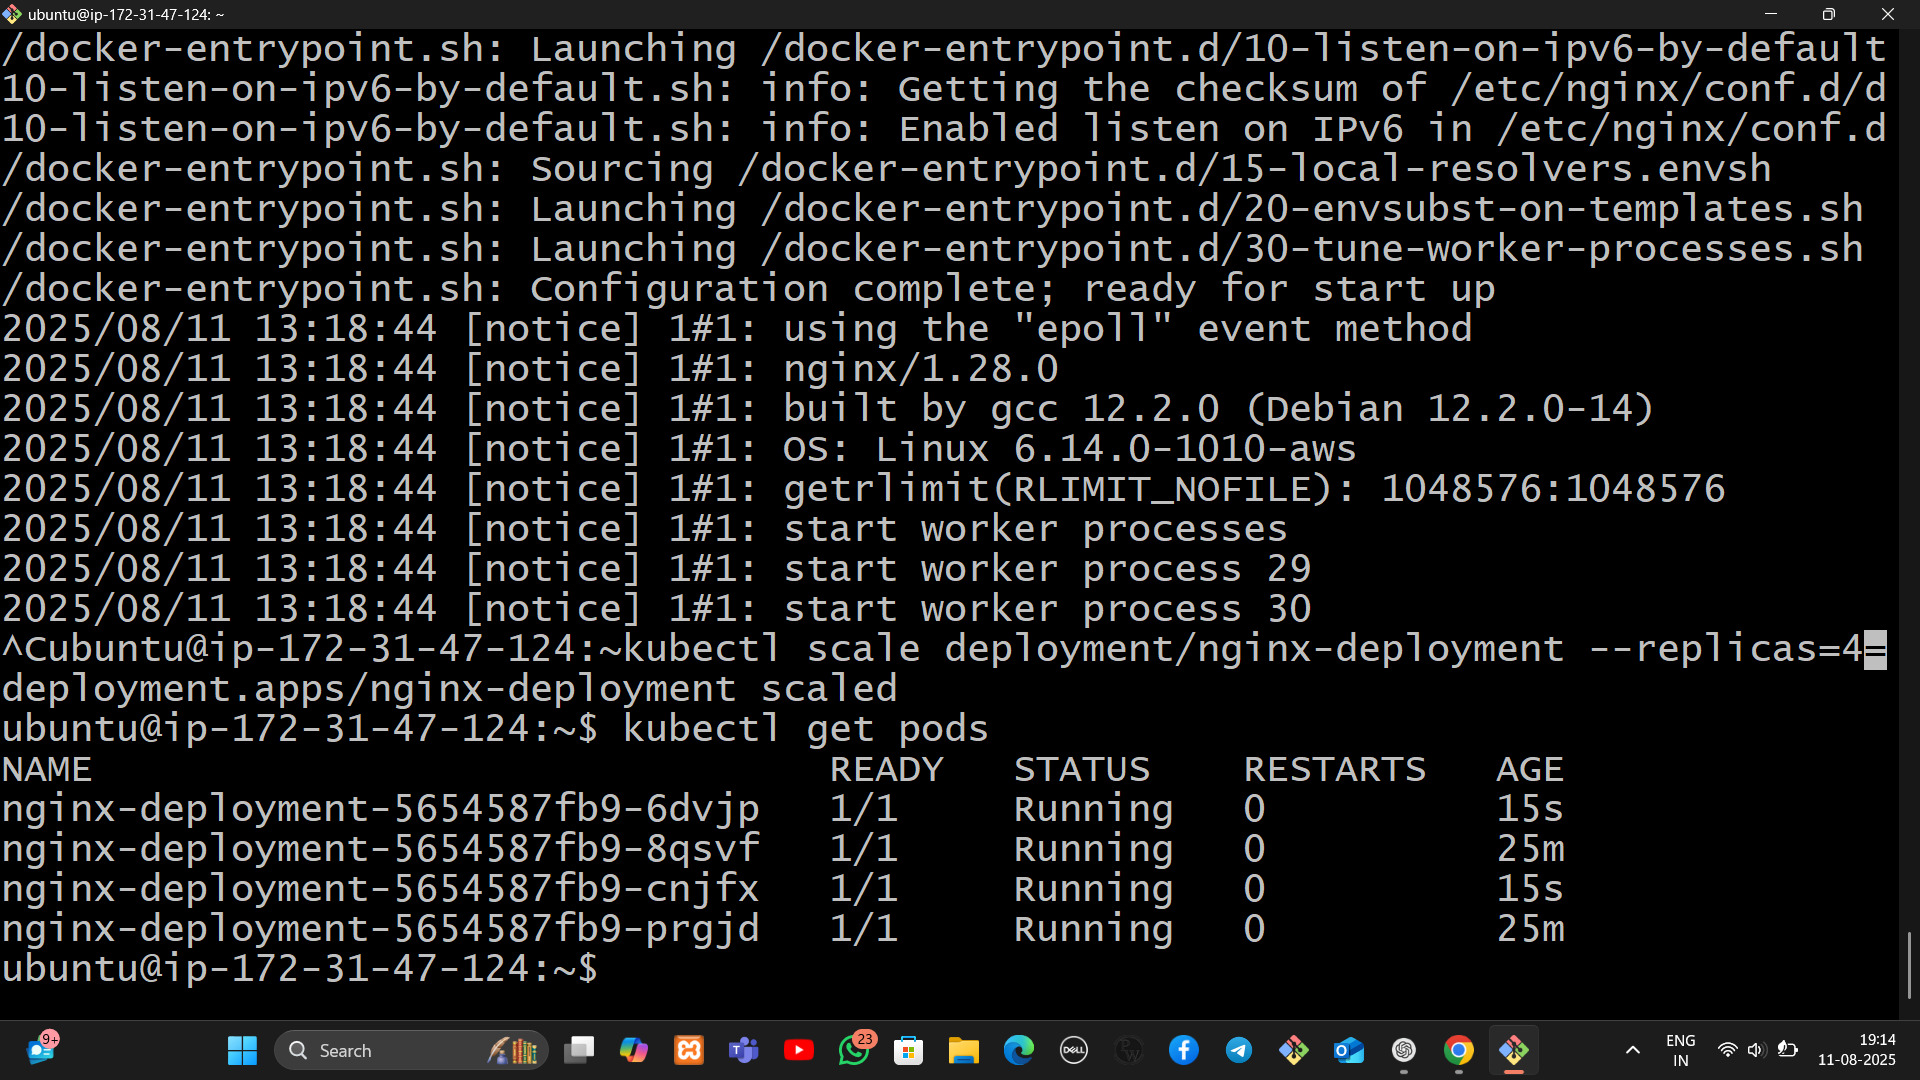 ubuntu@ip-172-31-47-124: ~
/docker-entrypoint.sh: Launching /docker-entrypoint.d/10-listen-on-ipv6-by-default
10-listen-on-ipv6-by-default.sh: info: Getting the checksum of /etc/nginx/conf.d/d
10-listen-on-ipv6-by-default.sh: info: Enabled listen on IPv6 in /etc/nginx/conf.d
/docker-entrypoint.sh: Sourcing /docker-entrypoint.d/15-local-resolvers.envsh
/docker-entrypoint.sh: Launching /docker-entrypoint.d/20-envsubst-on-templates.sh
/docker-entrypoint.sh: Launching /docker-entrypoint.d/30-tune-worker-processes.sh
/docker-entrypoint.sh: Configuration complete; ready for start up
2025/08/11 13:18:44 [notice] 1#1: using the "epoll" event method
2025/08/11 13:18:44 [notice] 1#1: nginx/1.28.0
2025/08/11 13:18:44 [notice] 1#1: built by gcc 12.2.0 (Debian 12.2.0-14)
2025/08/11 13:18:44 [notice] 1#1: OS: Linux 6.14.0-1010-aws
2025/08/11 13:18:44 [notice] 1#1: getrlimit(RLIMIT_NOFILE): 1048576:1048576
2025/08/11 13:18:44 [notice] 1#1: start worker processes
2025/08/11 13:18:44 [notice] 1#1: start worker process 29
2025/08/11 13:18:44 [notice] 1#1: start worker process 30
^Cubuntu@ip-172-31-47-124:~kubectl scale deployment/nginx-deployment --replicas=4=
deployment.apps/nginx-deployment scaled
ubuntu@ip-172-31-47-124:~$ kubectl get pods
NAME READY STATUS RESTARTS AGE
nginx-deployment-5654587fb9-6dvjp 1/1 Running 0 15s
nginx-deployment-5654587fb9-8qsvf 1/1 Running 0 25m
nginx-deployment-5654587fb9-cnjfx 1/1 Running 0 15s
nginx-deployment-5654587fb9-prgjd 1/1 Running 0 25m
ubuntu@ip-172-31-47-124:~$
9+
Search
23
DELL
ENG
IN
19:14
11-08-2025